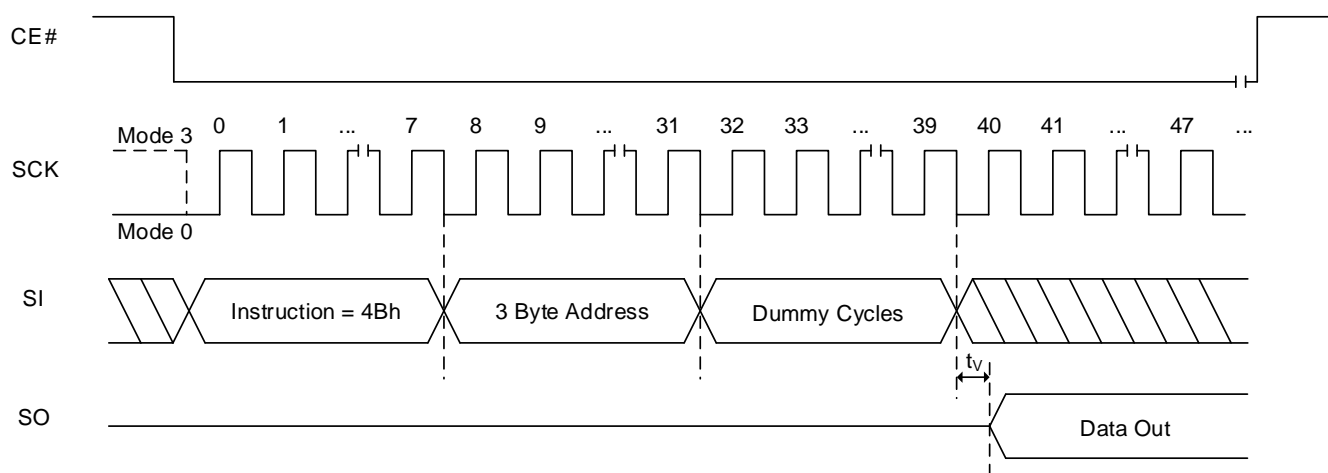 CE#
Mode 3 0 1 ... 7 8 9 ... 31 32 33 ... 39 40 41 ... 47 ...
SCK
Mode 0
SI Instruction = 4Bh 3 Byte Address Dummy Cycles
tV
SO Data Out